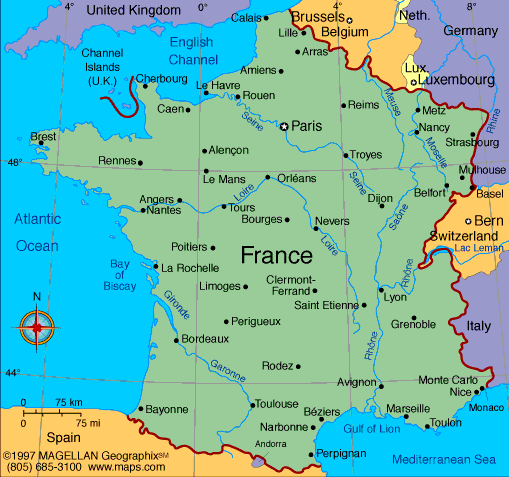 4°
0
4°
8°
United Kingdom
Calais
Brussels
Neth.
Belgium
Germany
Lille
English
Channel
Arras
Channel
Islands
(U.K.)
Amiens
Lux.
Luxembourg
Cherbourg
Le Havre
Rouen
Reims
Meuse
Metz
Rhine
Caen
Seine
Paris
Nancy
Strasbourg
Brest
Alençon
Troyes
Moselle
48°
Rennes
Le Mans
Orléans
Mulhouse
Belfort
Basel
Angers
Loire
Seine
Dijon
Nantes
Tours
Saône
Atlantic
Ocean
Bourges
Nevers
Bern
Switzerland
Lac Leman
Poitiers
Loire
France
Bay
of
Biscay
La Rochelle
Rhône
Limoges
Clermont-
Ferrand
Lyon
N
Gironde
Saint Etienne
Perigueux
Grenoble
Italy
Bordeaux
Rhône
Garonne
Rodez
44°
Avignon
Monte Carlo
Nice
0
75 km
0
75 mi
Bayonne
Toulouse
Béziers
Marseille
Monaco
Narbonne
Gulf of Lion
Toulon
Spain
Andorra
Perpignan
Mediterranean Sea
©1997 MAGELLAN GeographixSM
(805) 685-3100 www.maps.com